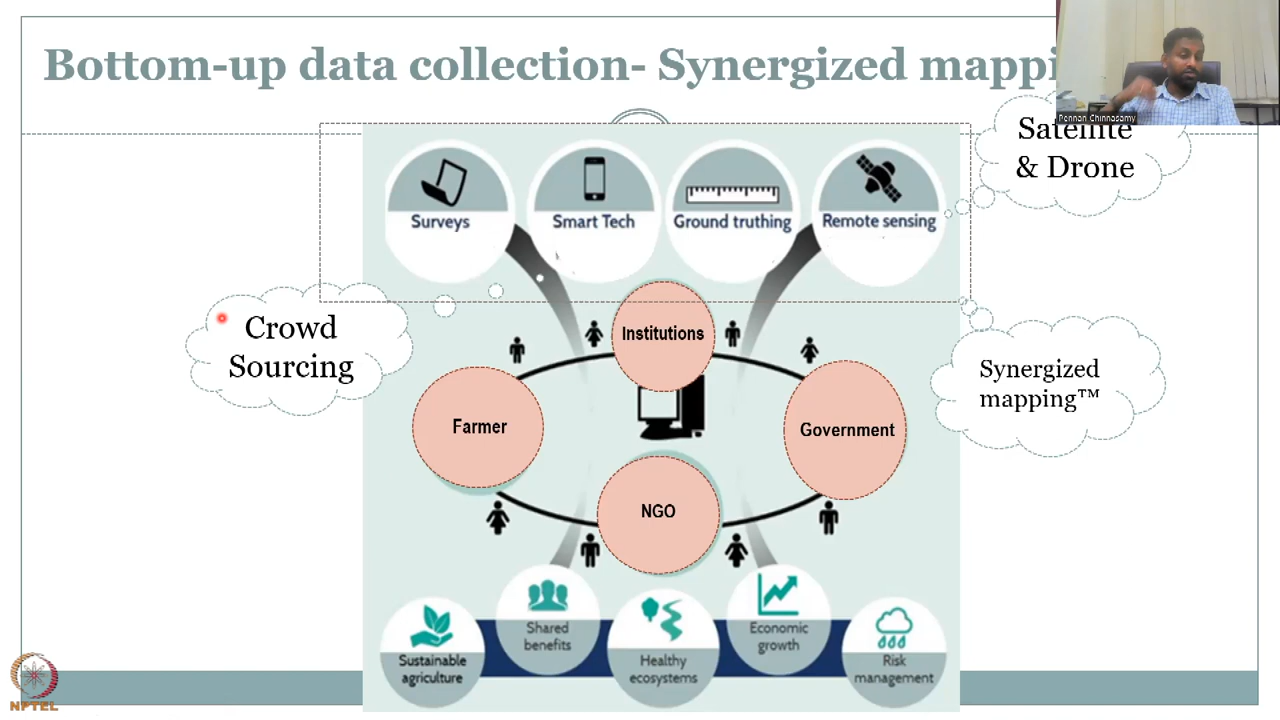 Bottom-up data collection- Synergized mappi
Pennan Chinnasamy
Satellite
& Drone
Surveys
Smart Tech
Ground truthing
Remote sensing
Crowd
Sourcing
Institutions
Synergized
mapping™
Farmer
Government
NGO
Shared
benefits
Economic
growth
Sustainable
agriculture
Healthy
ecosystems
Risk
management
NPTEL